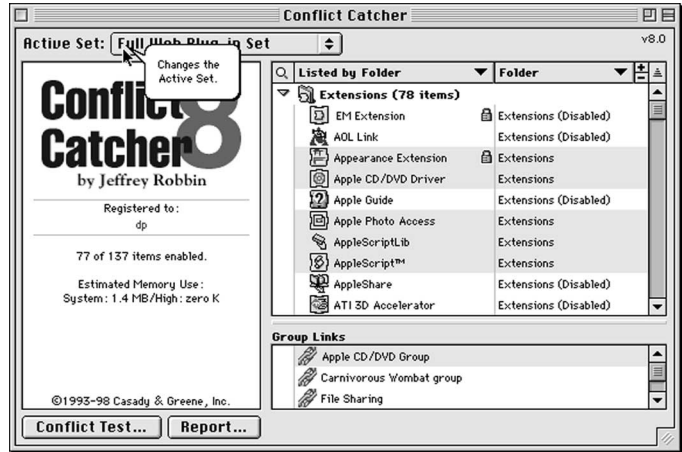 Conflict Catcher
Active Set: Full Web Plug-in Set
v8.0
Changes the
Active Set.
Conflict
Catcher 8
by Jeffrey Robbin
Registered to:
dp
77 of 137 items enabled.
Estimated Memory Use:
System: 1.4 MB/High: zero K
©1993-98 Casady & Greene, Inc.
Listed by Folder Folder
Extensions (78 items)
EM Extension Extensions (Disabled)
AOL Link Extensions (Disabled)
Appearance Extension Extensions
Apple CD/DVD Driver Extensions
Apple Guide Extensions (Disabled)
Apple Photo Access Extensions
AppleScriptLib Extensions
AppleScript™ Extensions
AppleShare Extensions (Disabled)
ATI 3D Accelerator Extensions (Disabled)
Group Links
Apple CD/DVD Group
Carnivorous Wombat group
File Sharing
Conflict Test... Report...